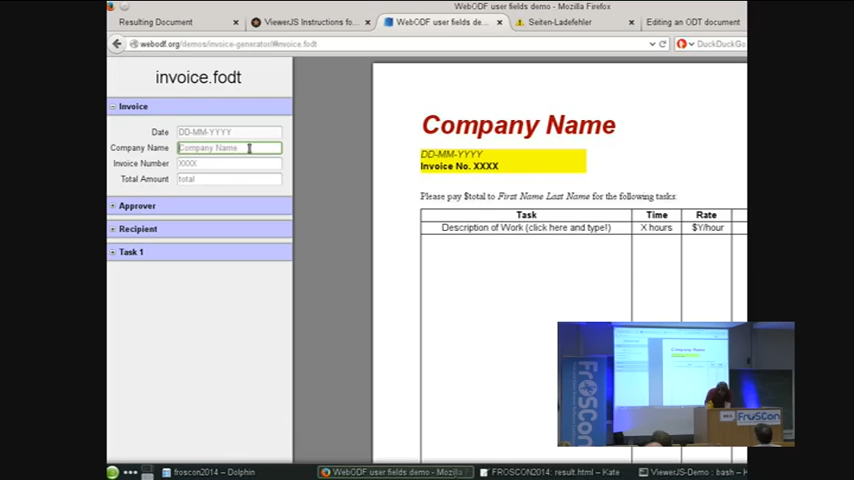 WebODF user fields demo - Mozilla Firefox
Resulting Document
ViewerJS Instructions fo...
WebODF user fields de...
Seiten-Ladefehler
Editing an ODT document
webodf.org/demos/invoice-generator/#invoice.fodt
DuckDuckGo
invoice.fodt
Invoice
Date DD-MM-YYYY
Company Name Company Name
Invoice Number XXXX
Total Amount total
Approver
Recipient
Task 1
Company Name
DD-MM-YYYY
Invoice No. XXXX
Please pay $total to First Name Last Name for the following tasks:
Task Time Rate
Description of Work (click here and type!) X hours $Y/hour
Company Name
FrOSCon
FrOSCon
froscon2014 – Dolphin
WebODF user fields demo - Mozilla
FROSCON2014: result.html – Kate
ViewerJS-Demo : bash – K